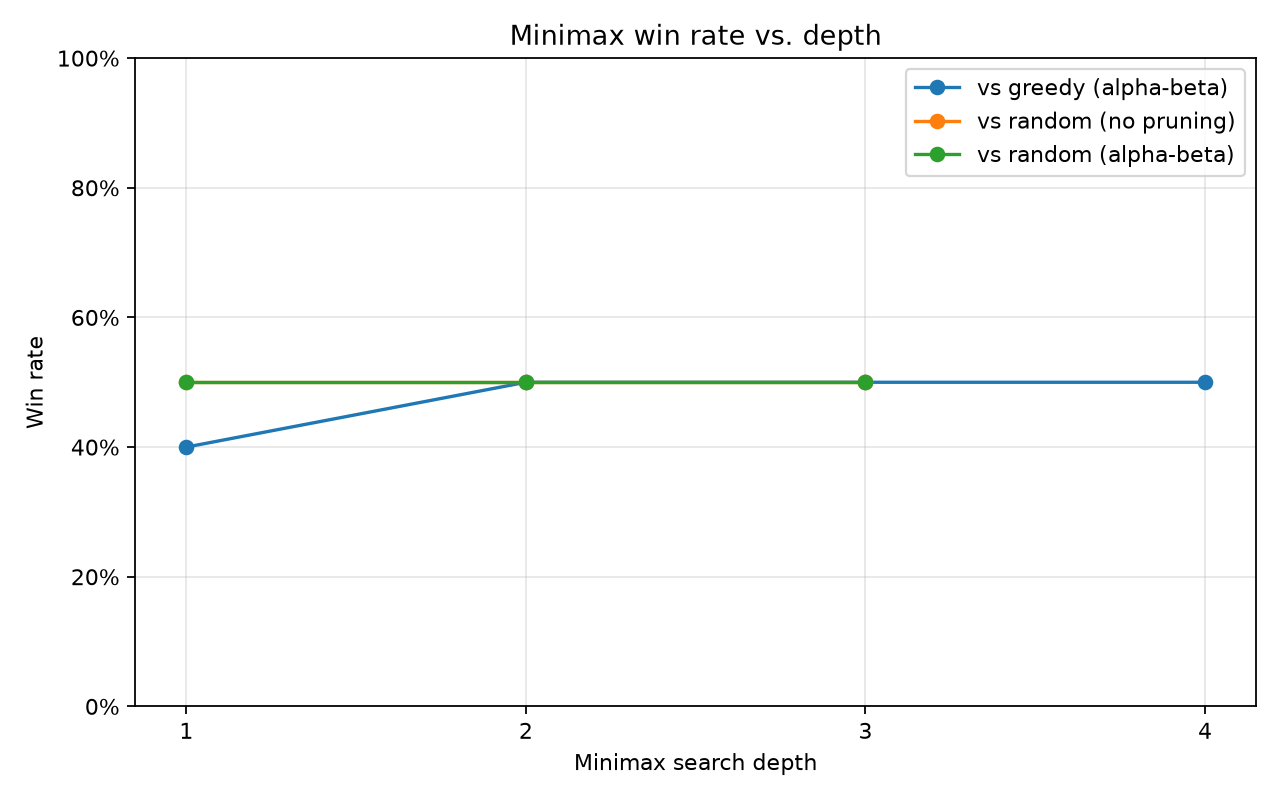 Minimax win rate vs. depth
100%
80%
60%
40%
20%
0%
Win rate
vs greedy (alpha-beta)
vs random (no pruning)
vs random (alpha-beta)
1 2 3 4
Minimax search depth